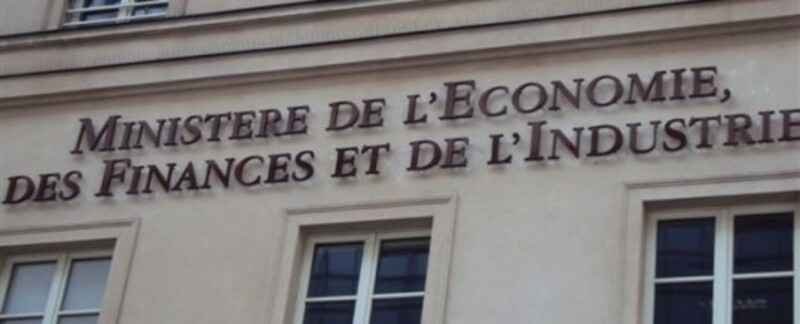 MINISTERE DE L'ECONOMIE,
DES FINANCES ET DE L'INDUSTRIE